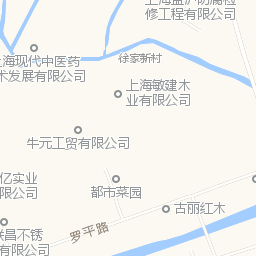 上海蓝沪防腐检
修工程有限公司
徐家新村
上海现代中医药
术发展有限公司
上海敏建木
业有限公司
牛元工贸有限公司
亿实业
限公司
都市菜园
古丽红木
罗平路
联昌不锈
有限公司